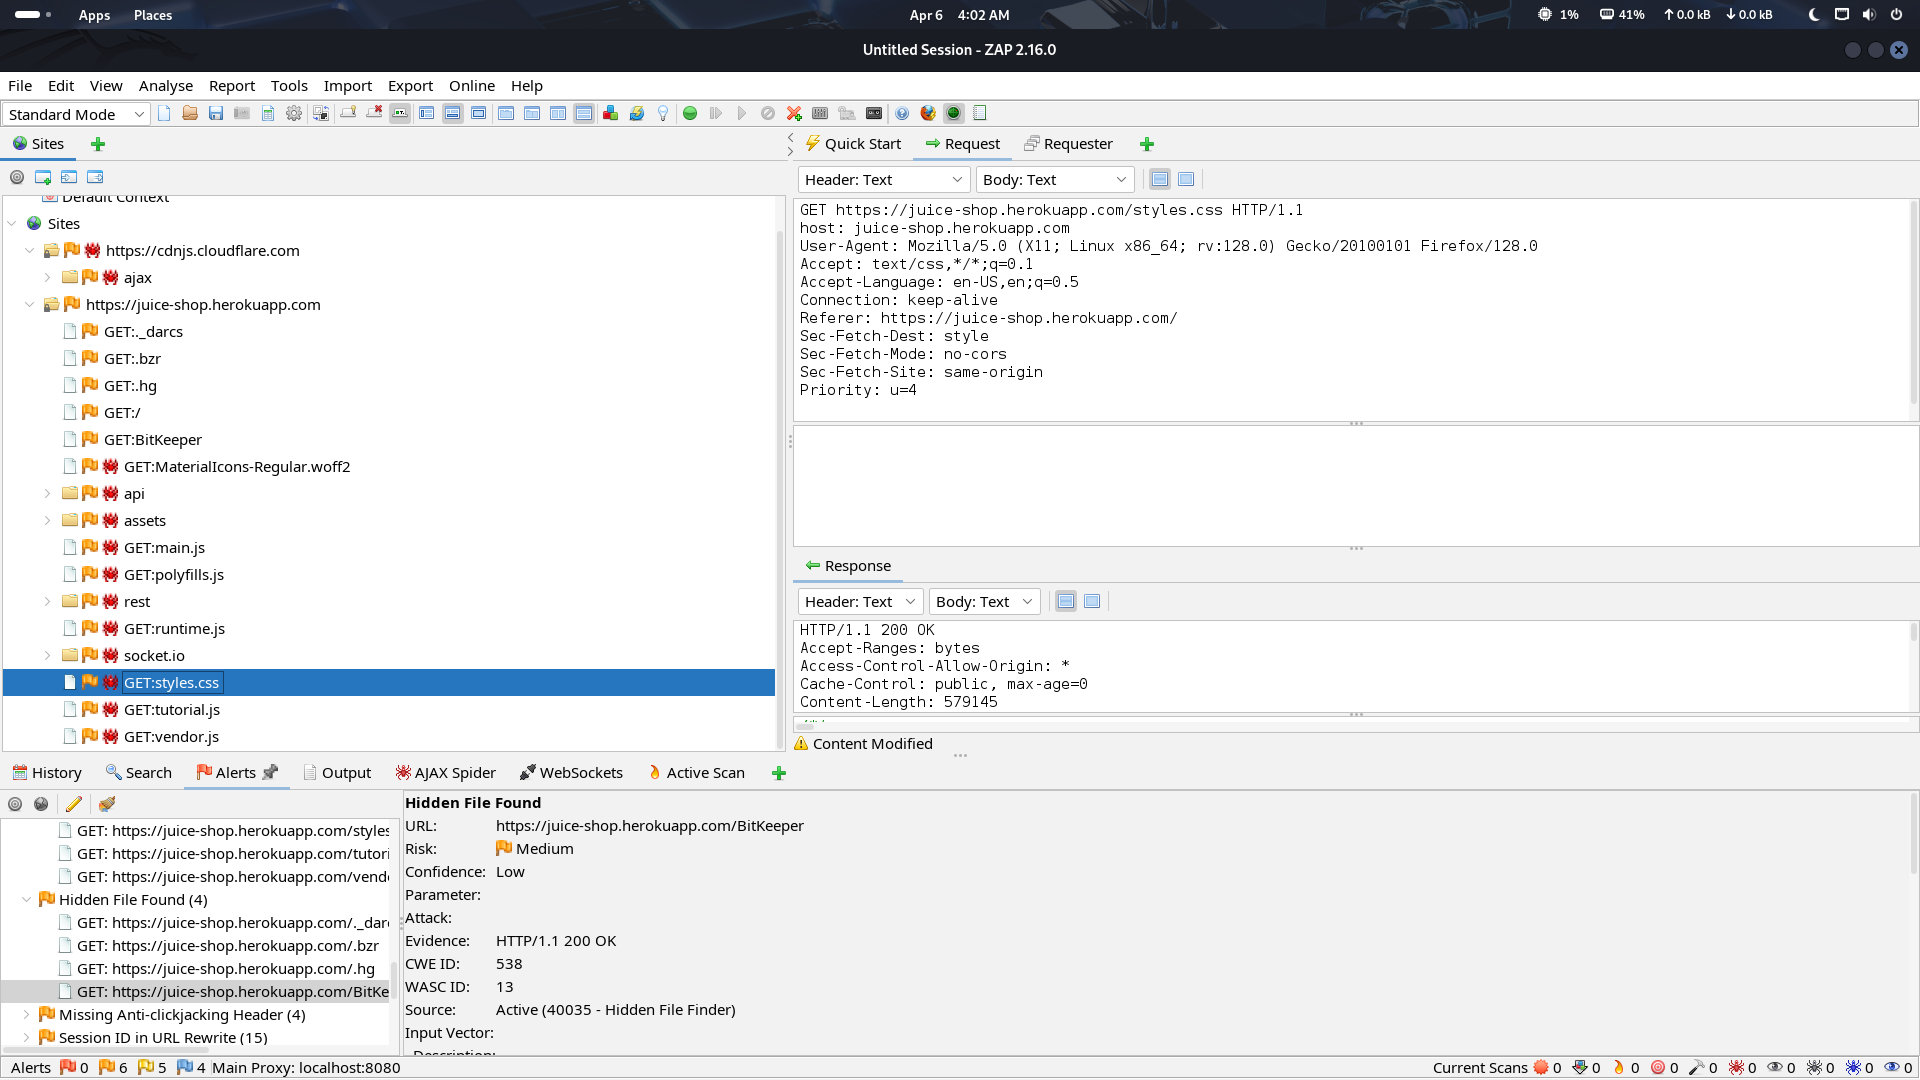 Apps Places Apr 6 4:02 AM 1% 41% 0.0 kB 0.0 kB
Untitled Session - ZAP 2.16.0
File Edit View Analyse Report Tools Import Export Online Help
Standard Mode
Sites
Default Context
Sites
https://cdnjs.cloudflare.com
ajax
https://juice-shop.herokuapp.com
GET:._darcs
GET:.bzr
GET:.hg
GET:/
GET:BitKeeper
GET:MaterialIcons-Regular.woff2
api
assets
GET:main.js
GET:polyfills.js
rest
GET:runtime.js
socket.io
GET:styles.css
GET:tutorial.js
GET:vendor.js
Quick Start Request Requester
Header: Text Body: Text
GET https://juice-shop.herokuapp.com/styles.css HTTP/1.1
host: juice-shop.herokuapp.com
User-Agent: Mozilla/5.0 (X11; Linux x86_64; rv:128.0) Gecko/20100101 Firefox/128.0
Accept: text/css,*/*;q=0.1
Accept-Language: en-US,en;q=0.5
Connection: keep-alive
Referer: https://juice-shop.herokuapp.com/
Sec-Fetch-Dest: style
Sec-Fetch-Mode: no-cors
Sec-Fetch-Site: same-origin
Priority: u=4
Response
Header: Text Body: Text
HTTP/1.1 200 OK
Accept-Ranges: bytes
Access-Control-Allow-Origin: *
Cache-Control: public, max-age=0
Content-Length: 579145
Content Modified
History Search Alerts Output AJAX Spider WebSockets Active Scan
GET: https://juice-shop.herokuapp.com/styles
GET: https://juice-shop.herokuapp.com/tutori
GET: https://juice-shop.herokuapp.com/vend
Hidden File Found (4)
GET: https://juice-shop.herokuapp.com/._dar
GET: https://juice-shop.herokuapp.com/.bzr
GET: https://juice-shop.herokuapp.com/.hg
GET: https://juice-shop.herokuapp.com/BitKe
Missing Anti-clickjacking Header (4)
Session ID in URL Rewrite (15)
Hidden File Found
URL: https://juice-shop.herokuapp.com/BitKeeper
Risk: Medium
Confidence: Low
Parameter:
Attack:
Evidence: HTTP/1.1 200 OK
CWE ID: 538
WASC ID: 13
Source: Active (40035 - Hidden File Finder)
Input Vector:
Description:
Alerts 0 6 5 4 Main Proxy: localhost:8080 Current Scans 0 0 0 0 0 0 0 0 0 0